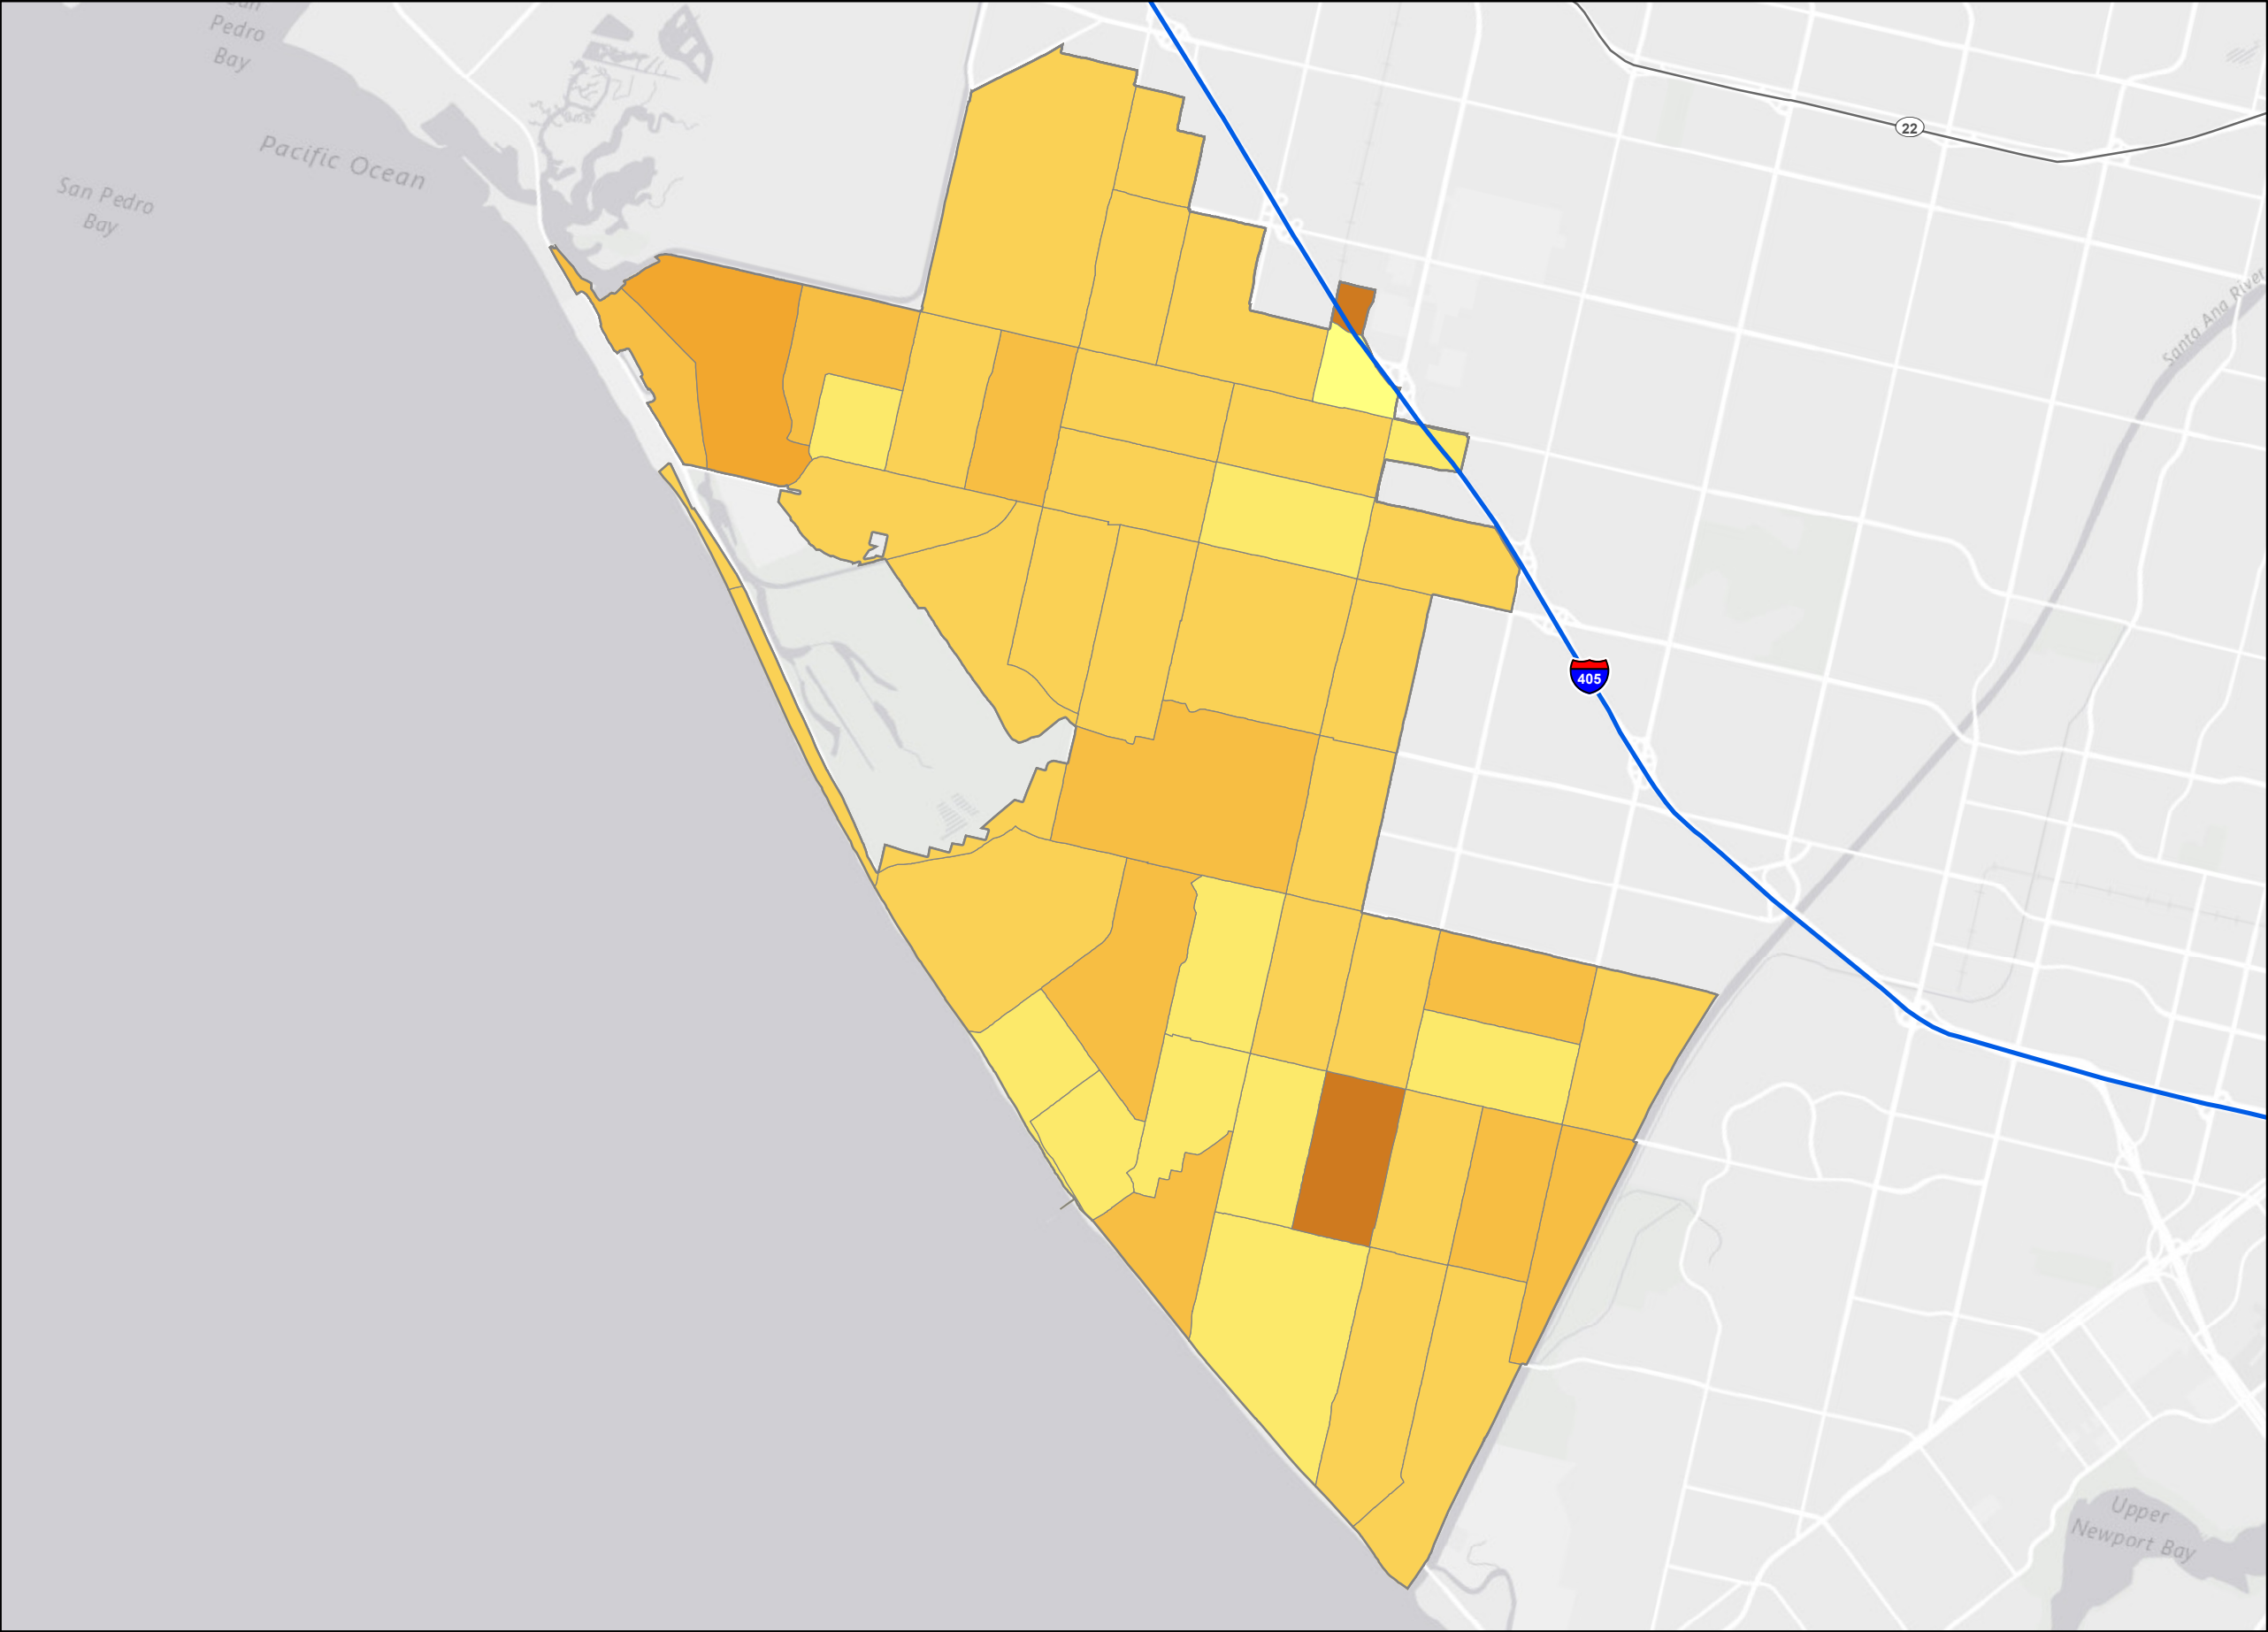 Pedro
Bay
Pacific Ocean
San Pedro
Bay
22
Santa Ana River
405
Upper
Newport Bay